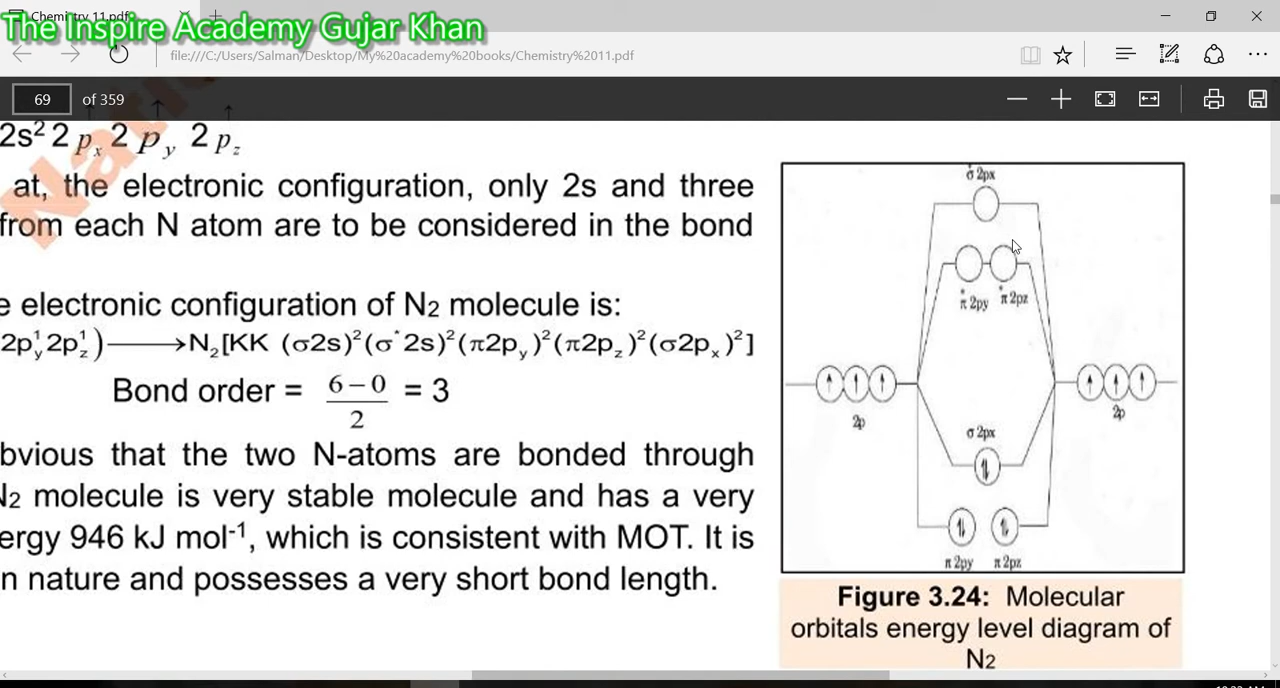 Chemistry 11.pdf
The Inspire Academy Gujar Khan
file:///C:/Users/Salman/Desktop/My%20academy%20books/Chemistry%2011.pdf
69 of 359
2s² 2 pₓ 2 p_y 2 p_z
at, the electronic configuration, only 2s and three
from each N atom are to be considered in the bond
e electronic configuration of N₂ molecule is:
2p¹_y 2p¹_z) ⟶ N₂[KK (σ2s)²(σ*2s)²(π2p_y)²(π2p_z)²(σ2pₓ)²]
Bond order = (6 – 0)/2 = 3
bvious that the two N-atoms are bonded through
N₂ molecule is very stable molecule and has a very
ergy 946 kJ mol⁻¹, which is consistent with MOT. It is
n nature and possesses a very short bond length.
σ* 2px
π* 2py π* 2pz
2p
2p
σ 2px
π 2py π 2pz
Figure 3.24: Molecular
orbitals energy level diagram of
N₂